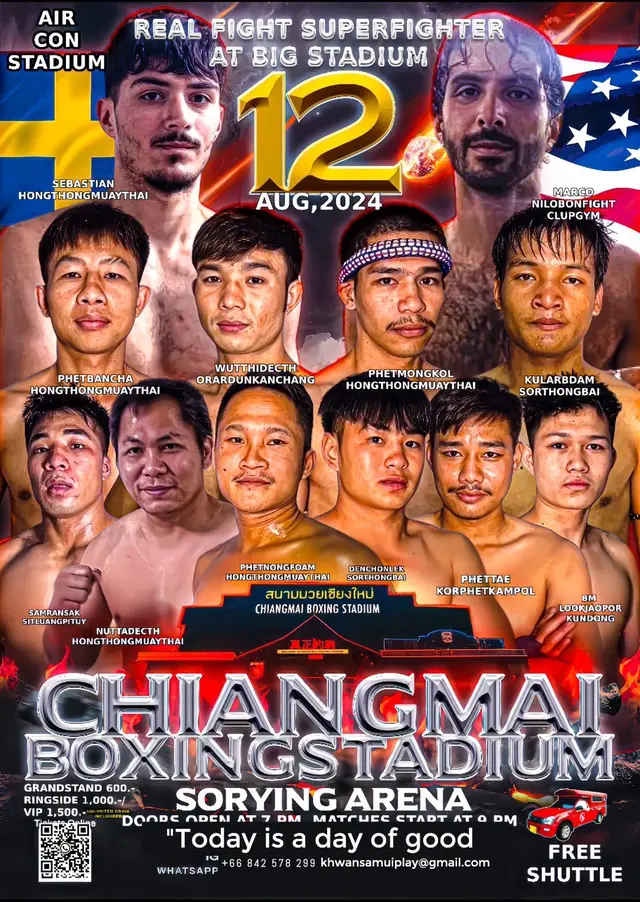 AIR
CON
STADIUM
REAL FIGHT SUPERFIGHTER
AT BIG STADIUM
12
AUG,2024
SEBASTIAN
HONGTHONGMUAYTHAI
MARCO
NILOBONFIGHT
CLUPGYM
PHETBANCHA
HONGTHONGMUAYTHAI
WUTTHIDECTH
ORARDUNKANCHANG
PHETMONGKOL
HONGTHONGMUAYTHAI
KULARBDAM
SORTHONGBAI
SAMRANSAK
SITLUANGPITUY
NUTTADECTH
HONGTHONGMUAYTHAI
PHETNONGFOAM
HONGTHONGMUAYTHAI
DENCHONLEK
SORTHONGBAI
PHETTAE
KORPHETKAMPOL
BM
LOOKJAOPOR
KUNDONG
สนามมวยเชียงใหม่
CHIANGMAI BOXING STADIUM
CHIANGMAI
BOXINGSTADIUM
GRANDSTAND 600.-
RINGSIDE 1,000.-/
VIP 1,500.-
Tickets Online
SORYING ARENA
DOORS OPEN AT 7 PM, MATCHES START AT 9 PM
"Today is a day of good
WHATSAPP
+66 842 578 299 khwansamuiplay@gmail.com
FREE
SHUTTLE